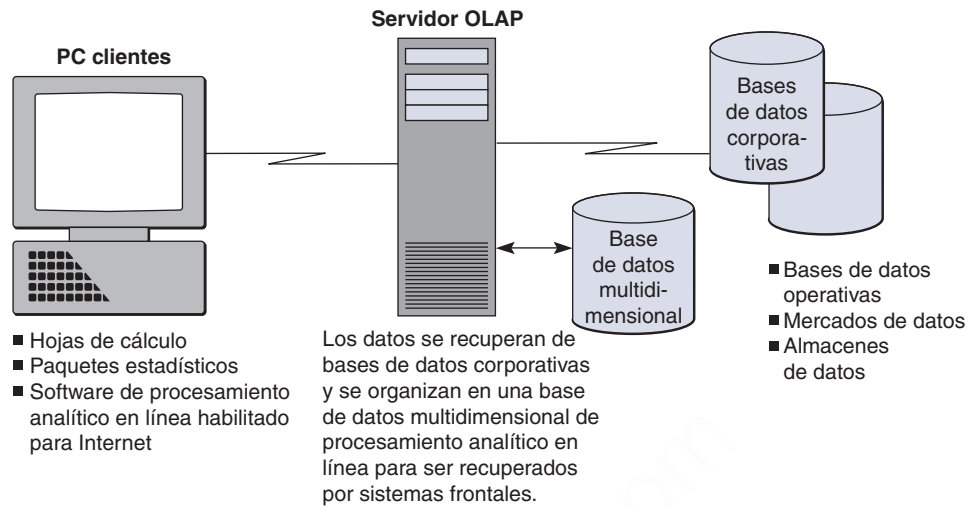 Servidor OLAP
PC clientes
Bases
de datos
corpora-
tivas
Base
de datos
multidi-
mensional
■ Hojas de cálculo
■ Paquetes estadísticos
■ Software de procesamiento
analítico en línea habilitado
para Internet
Los datos se recuperan de
bases de datos corporativas
y se organizan en una base
de datos multidimensional de
procesamiento analítico en
línea para ser recuperados
por sistemas frontales.
■ Bases de datos
operativas
■ Mercados de datos
■ Almacenes
de datos